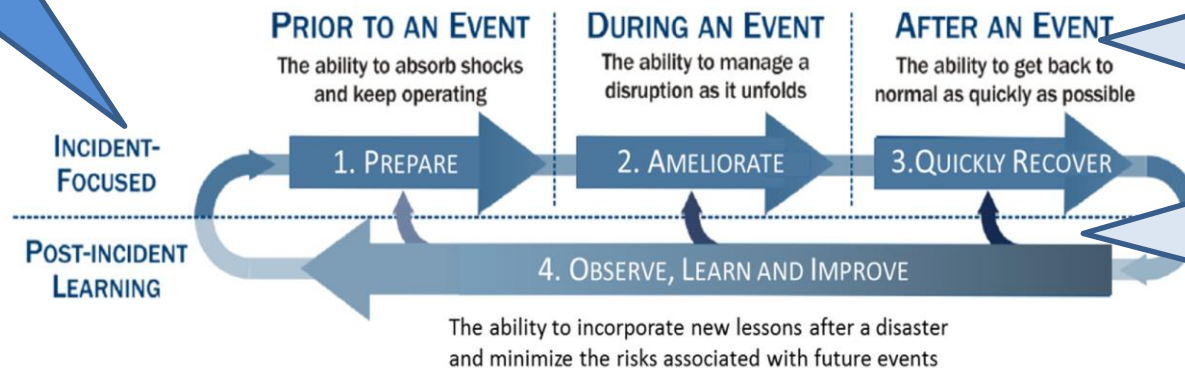 PRIOR TO AN EVENT
The ability to absorb shocks
and keep operating
DURING AN EVENT
The ability to manage a
disruption as it unfolds
AFTER AN EVENT
The ability to get back to
normal as quickly as possible
INCIDENT-
FOCUSED
1. PREPARE
2. AMELIORATE
3.QUICKLY RECOVER
POST-INCIDENT
LEARNING
4. OBSERVE, LEARN AND IMPROVE
The ability to incorporate new lessons after a disaster
and minimize the risks associated with future events